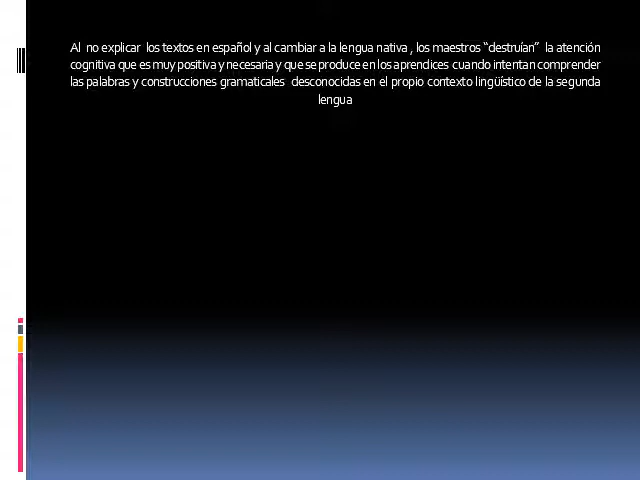 Al no explicar los textos en español y al cambiar a la lengua nativa , los maestros “destruían” la atención
cognitiva que es muy positiva y necesaria y que se produce en los aprendices cuando intentan comprender
las palabras y construcciones gramaticales desconocidas en el propio contexto lingüístico de la segunda
lengua